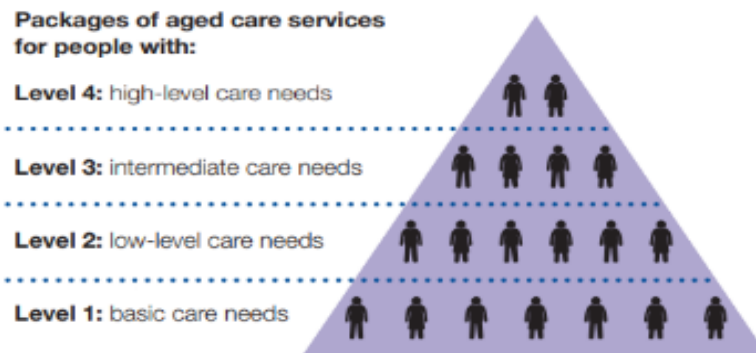 Packages of aged care services
for people with:
Level 4: high-level care needs
Level 3: intermediate care needs
Level 2: low-level care needs
Level 1: basic care needs